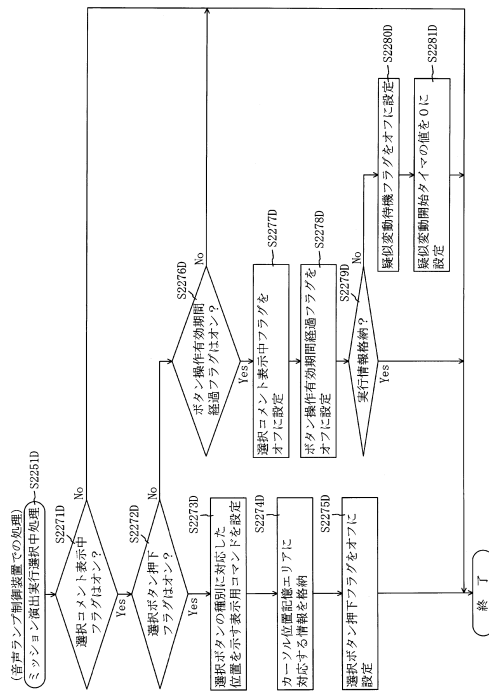 (音声ランプ制御装置での処理)
ミッション演出実行選択中処理
S2251D
選択コメント表示中
フラグはオン?
S2271D
No
Yes
選択ボタン押下
フラグはオン?
S2272D
No
Yes
選択ボタンの種別に対応した
位置を示す表示用コマンドを設定
S2273D
カーソル位置記憶エリアに
対応する情報を格納
S2274D
選択ボタン押下フラグをオフに
設定
S2275D
ボタン操作有効期間
経過フラグはオン?
S2276D
No
Yes
選択コメント表示中フラグを
オフに設定
S2277D
ボタン操作有効期間経過フラグを
オフに設定
S2278D
実行情報格納?
S2279D
No
Yes
疑似変動待機フラグをオフに設定
S2280D
疑似変動開始タイマの値を0に
設定
S2281D
終了